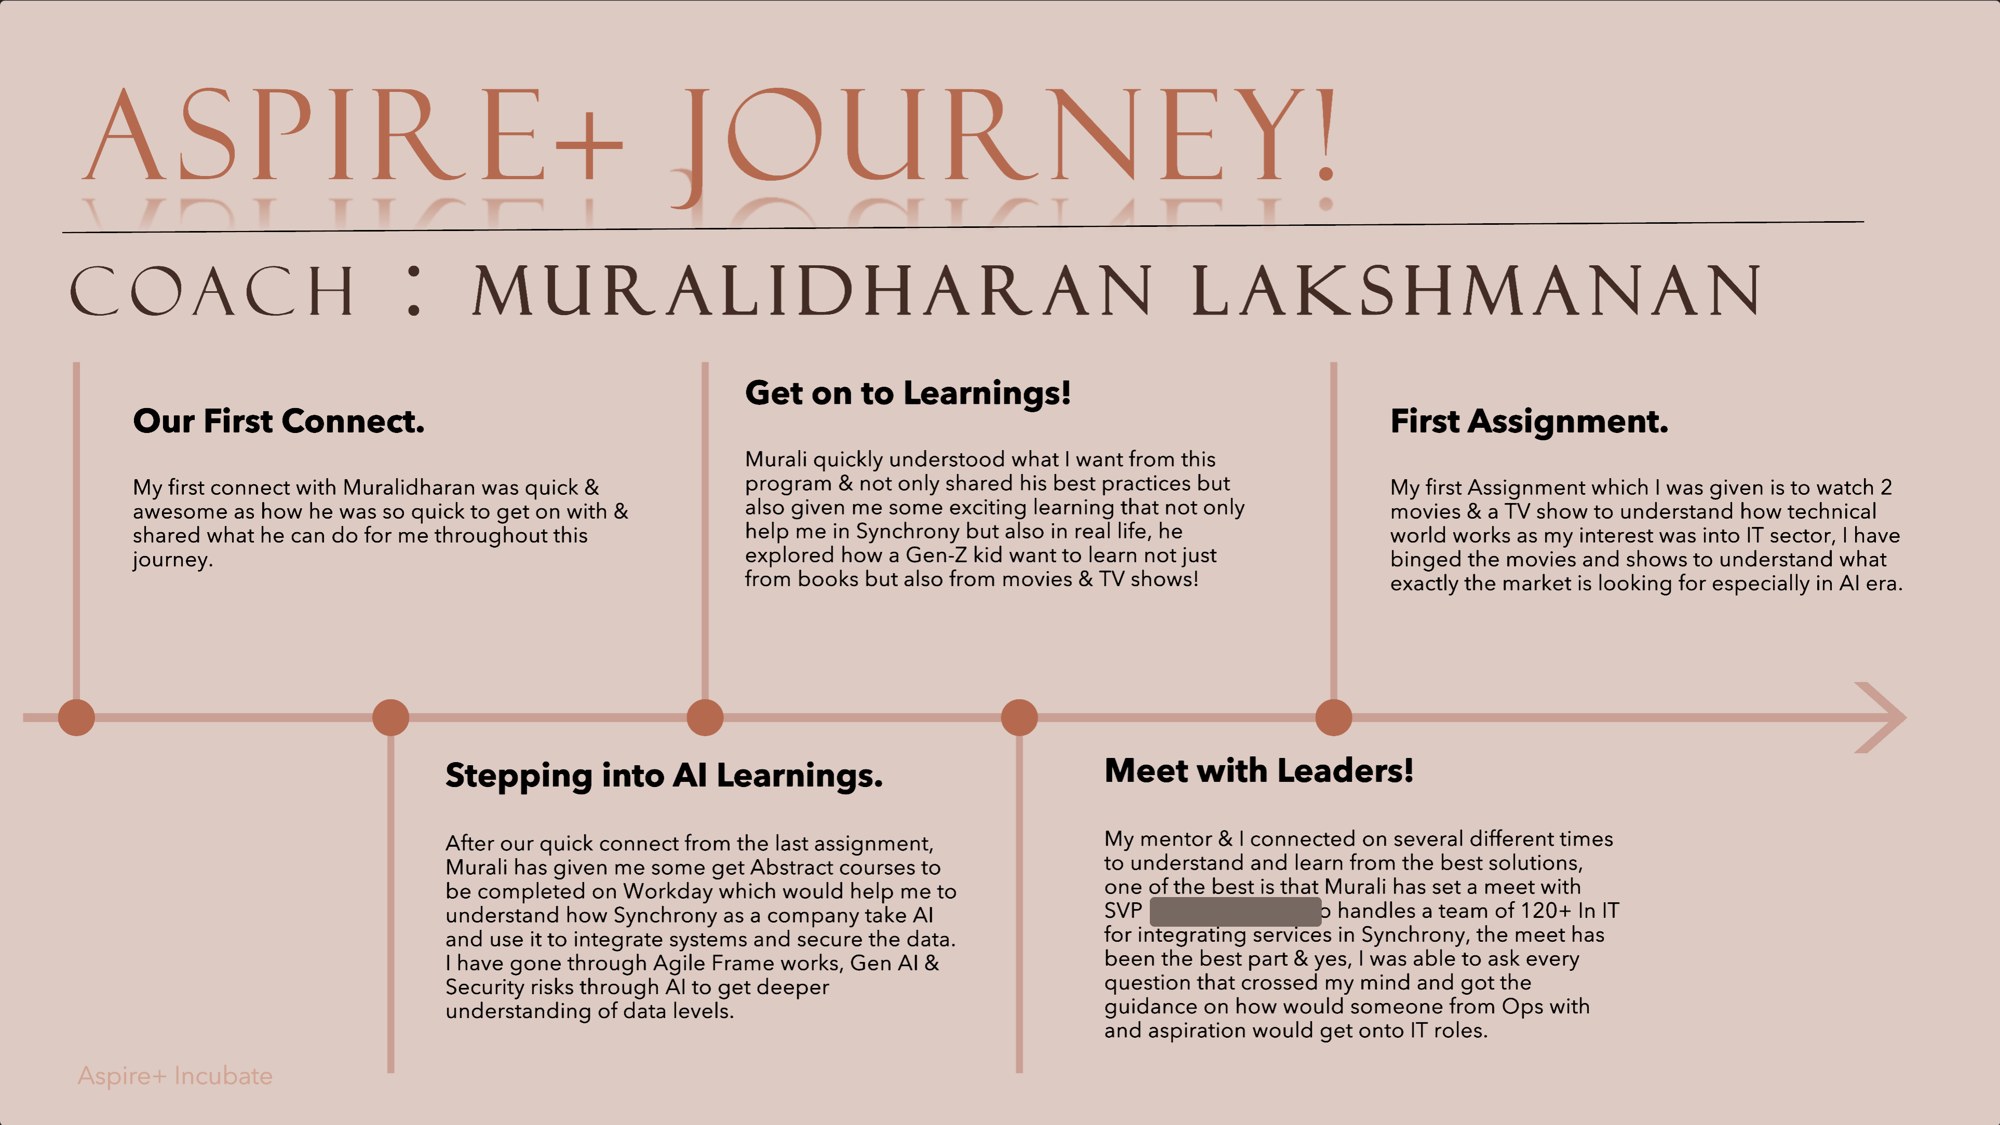 ASPIRE+ JOURNEY!
COACH : MURALIDHARAN LAKSHMANAN
Our First Connect.
My first connect with Muralidharan was quick &
awesome as how he was so quick to get on with &
shared what he can do for me throughout this
journey.
Get on to Learnings!
Murali quickly understood what I want from this
program & not only shared his best practices but
also given me some exciting learning that not only
help me in Synchrony but also in real life, he
explored how a Gen-Z kid want to learn not just
from books but also from movies & TV shows!
First Assignment.
My first Assignment which I was given is to watch 2
movies & a TV show to understand how technical
world works as my interest was into IT sector, I have
binged the movies and shows to understand what
exactly the market is looking for especially in AI era.
Stepping into AI Learnings.
After our quick connect from the last assignment,
Murali has given me some get Abstract courses to
be completed on Workday which would help me to
understand how Synchrony as a company take AI
and use it to integrate systems and secure the data.
I have gone through Agile Frame works, Gen AI &
Security risks through AI to get deeper
understanding of data levels.
Meet with Leaders!
My mentor & I connected on several different times
to understand and learn from the best solutions,
one of the best is that Murali has set a meet with
SVP handles a team of 120+ In IT
for integrating services in Synchrony, the meet has
been the best part & yes, I was able to ask every
question that crossed my mind and got the
guidance on how would someone from Ops with
and aspiration would get onto IT roles.
Aspire+ Incubate